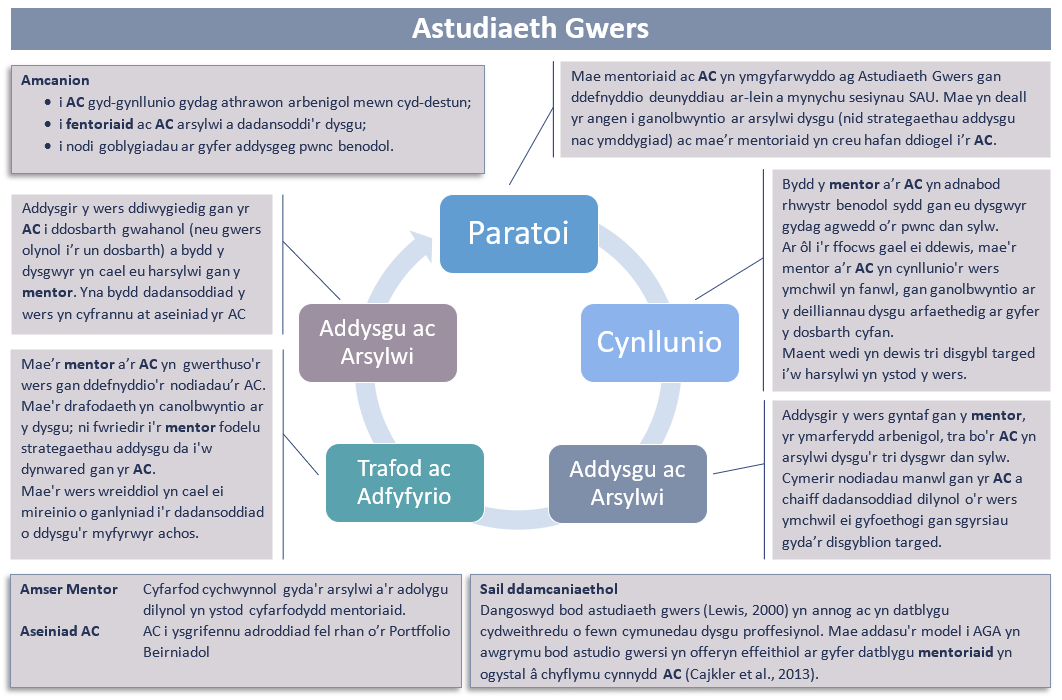 Astudiaeth Gwers
Amcanion
• i AC gyd-gynllunio gydag athrawon arbenigol mewn cyd-destun;
• i fentoriaid ac AC arsylwi a dadansoddi'r dysgu;
• i nodi goblygiadau ar gyfer addysgeg pwnc benodol.
Mae mentoriaid ac AC yn ymgyfarwyddo ag Astudiaeth Gwers gan
ddefnyddio deunyddiau ar-lein a mynychu sesiynau SAU. Mae yn deall
yr angen i ganolbwyntio ar arsylwi dysgu (nid strategaethau addysgu
nac ymddygiad) ac mae'r mentoriaid yn creu hafan ddiogel i'r AC.
Paratoi
Bydd y mentor a'r AC yn adnabod
rhwystr benodol sydd gan eu dysgwyr
gydag agwedd o'r pwnc dan sylw.
Ar ôl i'r ffocws gael ei ddewis, mae'r
mentor a'r AC yn cynllunio'r wers
ymchwil yn fanwl, gan ganolbwyntio ar
y deilliannau dysgu arfaethedig ar gyfer
y dosbarth cyfan.
Maent wedi yn dewis tri disgybl targed
i'w harsylwi yn ystod y wers.
Cynllunio
Addysgir y wers gyntaf gan y mentor,
yr ymarferydd arbenigol, tra bo'r AC yn
arsylwi dysgu'r tri dysgwr dan sylw.
Cymerir nodiadau manwl gan yr AC a
chaiff dadansoddiad dilynol o'r wers
ymchwil ei gyfoethogi gan sgyrsiau
gyda'r disgyblion targed.
Addysgu ac
Arsylwi
Trafod ac
Adfyfyrio
Mae'r mentor a'r AC yn gwerthuso'r
wers gan ddefnyddio'r nodiadau'r AC.
Mae'r drafodaeth yn canolbwyntio ar
y dysgu; ni fwriedir i'r mentor fodelu
strategaethau addysgu da i'w
dynwared gan yr AC.
Mae'r wers wreiddiol yn cael ei
mireinio o ganlyniad i'r dadansoddiad
o ddysgu'r myfyrwyr achos.
Addysgu ac
Arsylwi
Addysgir y wers ddiwygiedig gan yr
AC i ddosbarth gwahanol (neu gwers
olynol i'r un dosbarth) a bydd y
dysgwyr yn cael eu harsylwi gan y
mentor. Yna bydd dadansoddiad y
wers yn cyfrannu at aseiniad yr AC
Amser Mentor Cyfarfod cychwynnol gyda'r arsylwi a'r adolygu
dilynol yn ystod cyfarfodydd mentoriaid.
Aseiniad AC AC i ysgrifennu adroddiad fel rhan o'r Portffolio
Beirniadol
Sail ddamcaniaethol
Dangoswyd bod astudiaeth gwers (Lewis, 2000) yn annog ac yn datblygu
cydweithredu o fewn cymunedau dysgu proffesiynol. Mae addasu'r model i AGA yn
awgrymu bod astudio gwersi yn offeryn effeithiol ar gyfer datblygu mentoriaid yn
ogystal â chyflymu cynnydd AC (Cajkler et al., 2013).